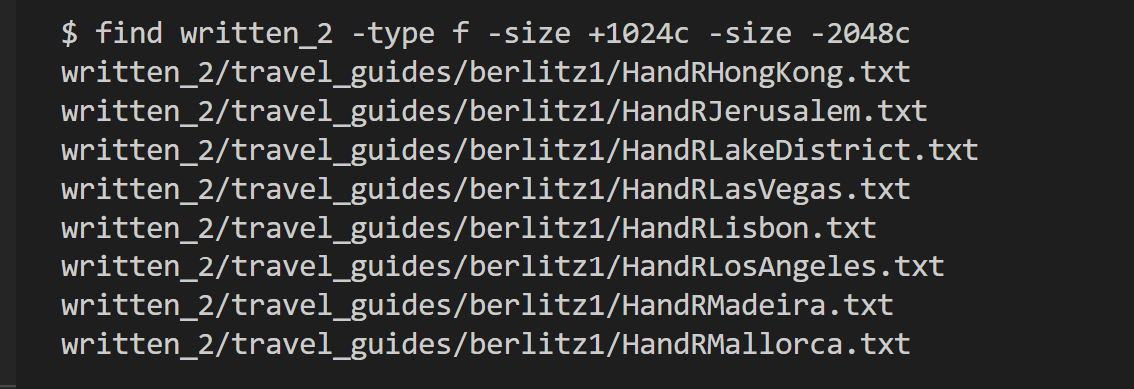 $ find written_2 -type f -size +1024c -size -2048c
written_2/travel_guides/berlitz1/HandRHongKong.txt
written_2/travel_guides/berlitz1/HandRJerusalem.txt
written_2/travel_guides/berlitz1/HandRLakeDistrict.txt
written_2/travel_guides/berlitz1/HandRLasVegas.txt
written_2/travel_guides/berlitz1/HandRLisbon.txt
written_2/travel_guides/berlitz1/HandRLosAngeles.txt
written_2/travel_guides/berlitz1/HandRMadeira.txt
written_2/travel_guides/berlitz1/HandRMallorca.txt